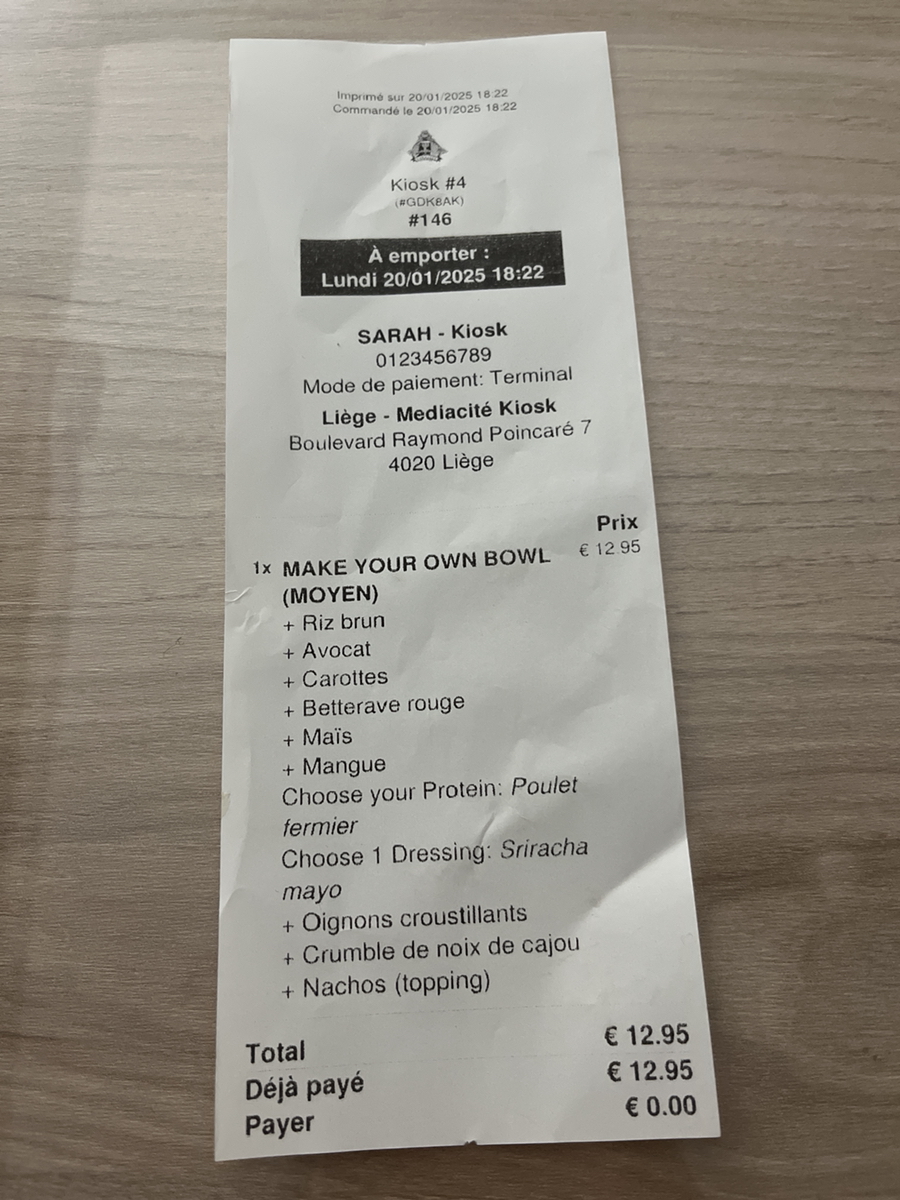 Imprimé sur 20/01/2025 18:22
Commandé le 20/01/2025 18:22
Kiosk #4
(#GDK8AK)
#146
À emporter :
Lundi 20/01/2025 18:22
SARAH - Kiosk
0123456789
Mode de paiement: Terminal
Liège - Mediacité Kiosk
Boulevard Raymond Poincaré 7
4020 Liège
Prix
1x MAKE YOUR OWN BOWL € 12.95
(MOYEN)
+ Riz brun
+ Avocat
+ Carottes
+ Betterave rouge
+ Maïs
+ Mangue
Choose your Protein: Poulet
fermier
Choose 1 Dressing: Sriracha
mayo
+ Oignons croustillants
+ Crumble de noix de cajou
+ Nachos (topping)
Total € 12.95
Déjà payé € 12.95
Payer € 0.00